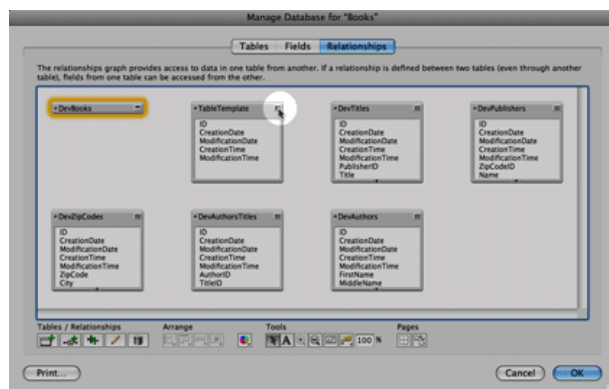 Manage Database for "Books"
Tables Fields Relationships
The relationships graph provides access to data in one table from another. If a relationship is defined between two tables (even through another
table), fields from one table can be accessed from the other.
DevBooks
TableTemplate
ID
CreationDate
ModificationDate
CreationTime
ModificationTime
DevTitles
ID
CreationDate
ModificationDate
CreationTime
ModificationTime
PublisherID
Title
DevPublishers
ID
CreationDate
ModificationDate
CreationTime
ModificationTime
ZipCodeID
Name
DevZipCodes
ID
CreationDate
ModificationDate
CreationTime
ModificationTime
ZipCode
City
DevAuthorsTitles
ID
CreationDate
ModificationDate
CreationTime
ModificationTime
AuthorID
TitleID
DevAuthors
ID
CreationDate
ModificationDate
CreationTime
ModificationTime
FirstName
MiddleName
Tables / Relationships Arrange Tools Pages
A 100 %
Print... Cancel OK